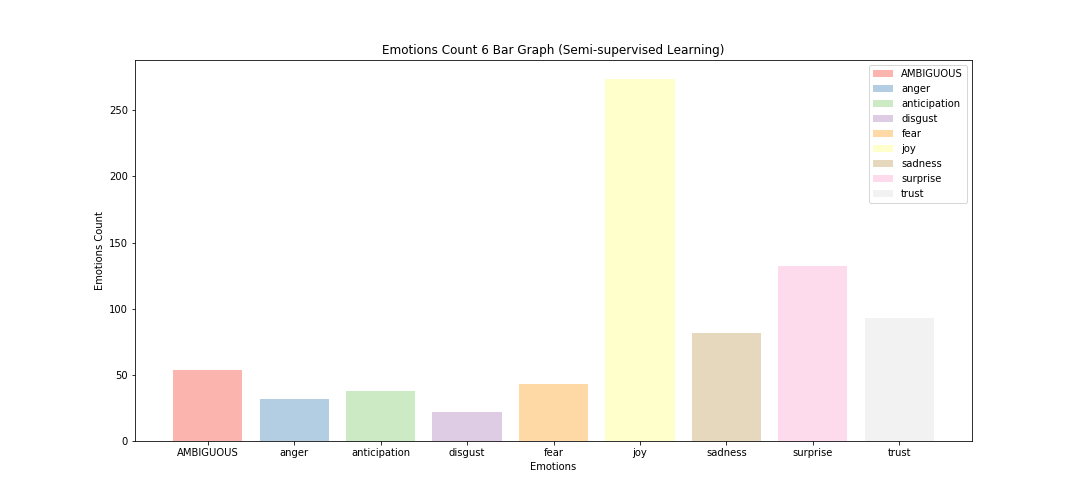 Emotions Count 6 Bar Graph (Semi-supervised Learning)
AMBIGUOUS
anger
anticipation
disgust
fear
joy
sadness
surprise
trust
Emotions Count
250
200
150
100
50
0
AMBIGUOUS anger anticipation disgust fear joy sadness surprise trust
Emotions